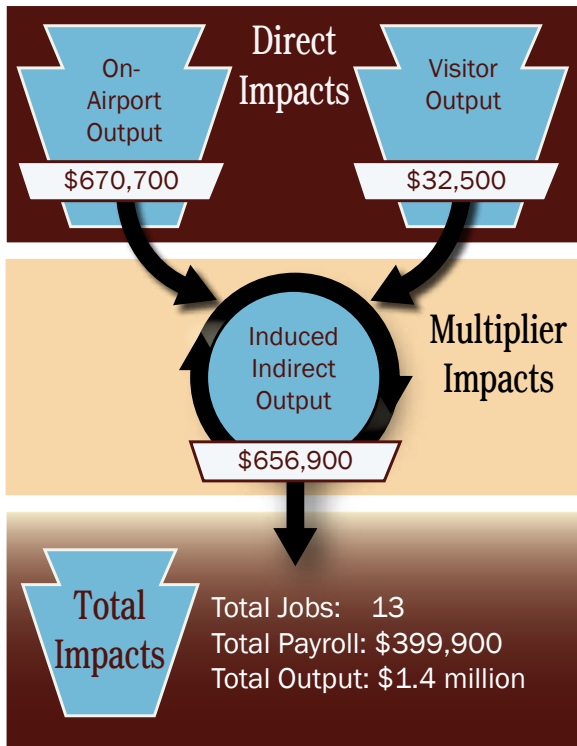 Direct
Impacts
On-
Airport
Output
$670,700
Visitor
Output
$32,500
Induced
Indirect
Output
$656,900
Multiplier
Impacts
Total
Impacts
Total Jobs: 13
Total Payroll: $399,900
Total Output: $1.4 million